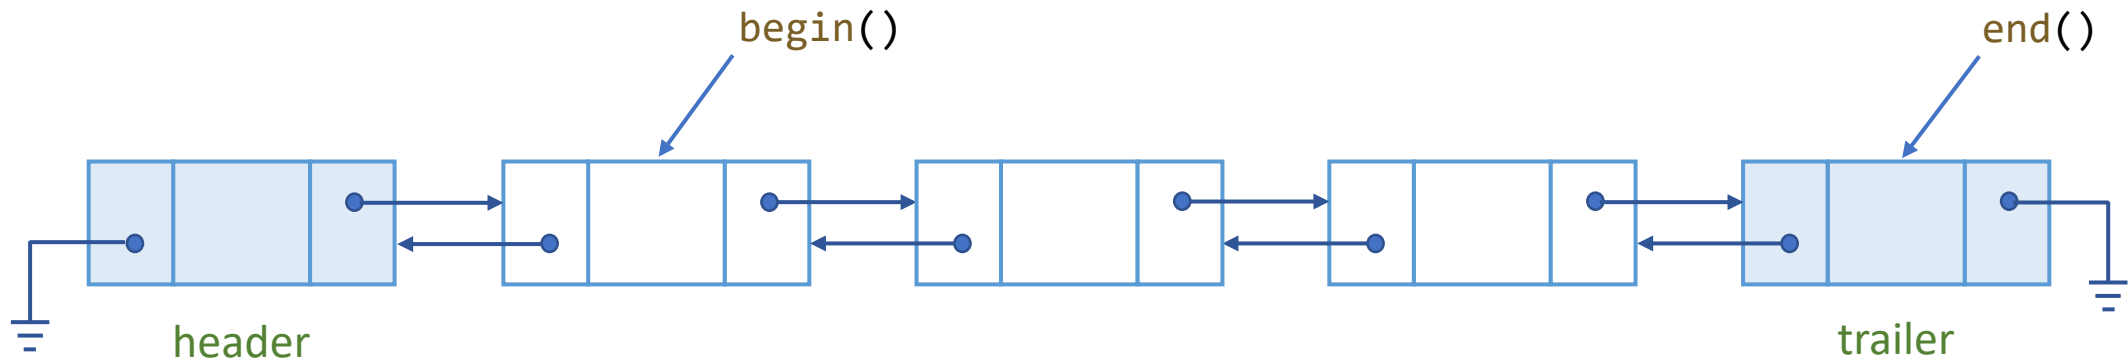 begin()
end()
header
trailer